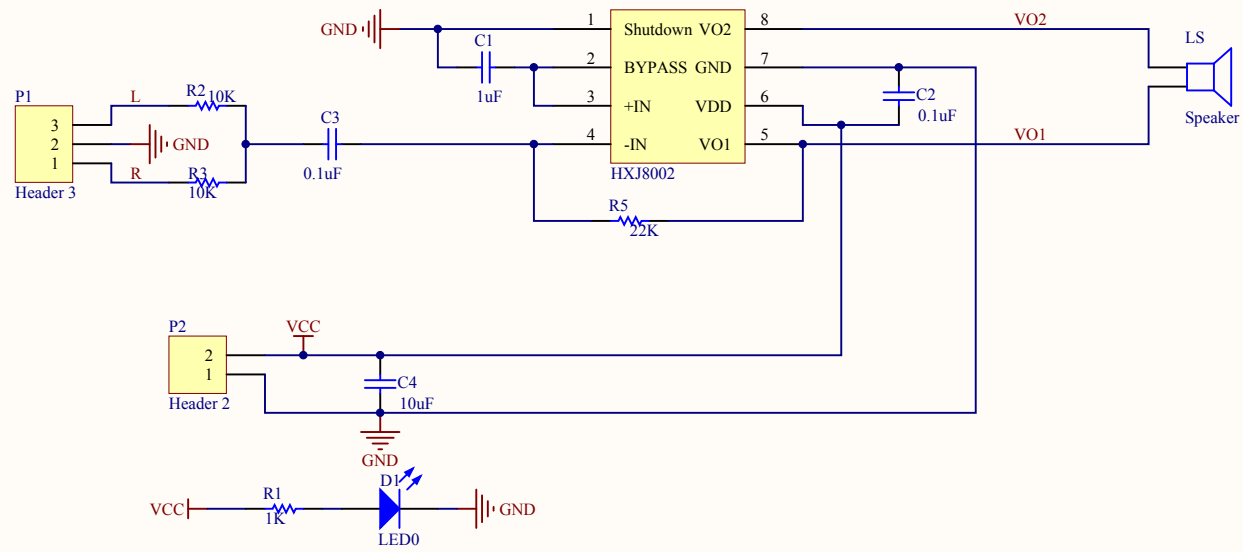 GND
1
Shutdown
VO2
8
VO2
LS
C1
2
BYPASS
GND
7
1uF
C2
P1
R2
10K
L
3
+IN
VDD
6
0.1uF
Speaker
3
C3
2
GND
4
-IN
VO1
5
VO1
1
R
R3
10K
0.1uF
HXJ8002
Header 3
R5
22K
P2
VCC
2
1
C4
Header 2
10uF
GND
D1
R1
VCC
1K
GND
LED0